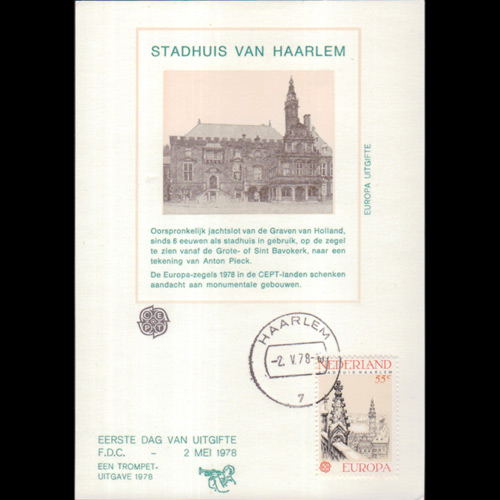 STADHUIS VAN HAARLEM
Oorspronkelijk jachtslot van de Graven van Holland,
sinds 6 eeuwen als stadhuis in gebruik, op de zegel
te zien vanaf de Grote- of Sint Bavokerk, naar een
tekening van Anton Pieck.
De Europa-zegels 1978 in de CEPT-landen schenken
aandacht aan monumentale gebouwen.
EUROPA UITGIFTE
CEPT
HAARLEM
-2. V.78-
7
NEDERLAND
STADHUIS HAARLEM
55c
EUROPA
EERSTE DAG VAN UITGIFTE
F.D.C. - 2 MEI 1978
EEN TROMPET-
UITGAVE 1978